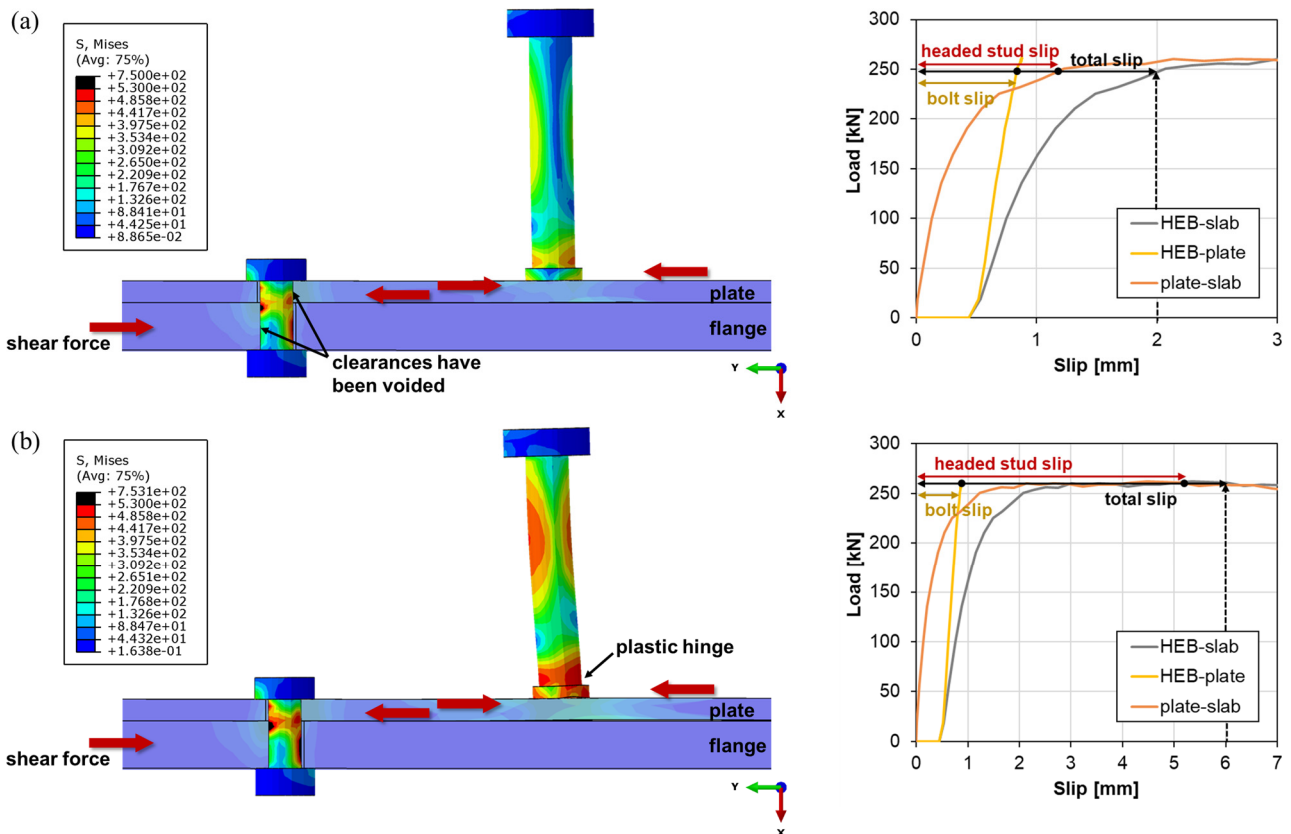 (a)
S, Mises
(Avg: 75%)
+7.500e+02
+5.300e+02
+4.858e+02
+4.417e+02
+3.975e+02
+3.534e+02
+3.092e+02
+2.650e+02
+2.209e+02
+1.767e+02
+1.326e+02
+8.841e+01
+4.425e+01
+8.865e-02
plate
flange
shear force
clearances have
been voided
Y
X
300
250
200
150
100
50
0
Load [kN]
headed stud slip
total slip
bolt slip
HEB-slab
HEB-plate
plate-slab
0 1 2 3
Slip [mm]
(b)
S, Mises
(Avg: 75%)
+7.531e+02
+5.300e+02
+4.858e+02
+4.417e+02
+3.975e+02
+3.534e+02
+3.092e+02
+2.651e+02
+2.209e+02
+1.768e+02
+1.326e+02
+8.847e+01
+4.432e+01
+1.638e-01
plastic hinge
plate
flange
shear force
Y
X
300
250
200
150
100
50
0
Load [kN]
headed stud slip
total slip
bolt slip
HEB-slab
HEB-plate
plate-slab
0 1 2 3 4 5 6 7
Slip [mm]